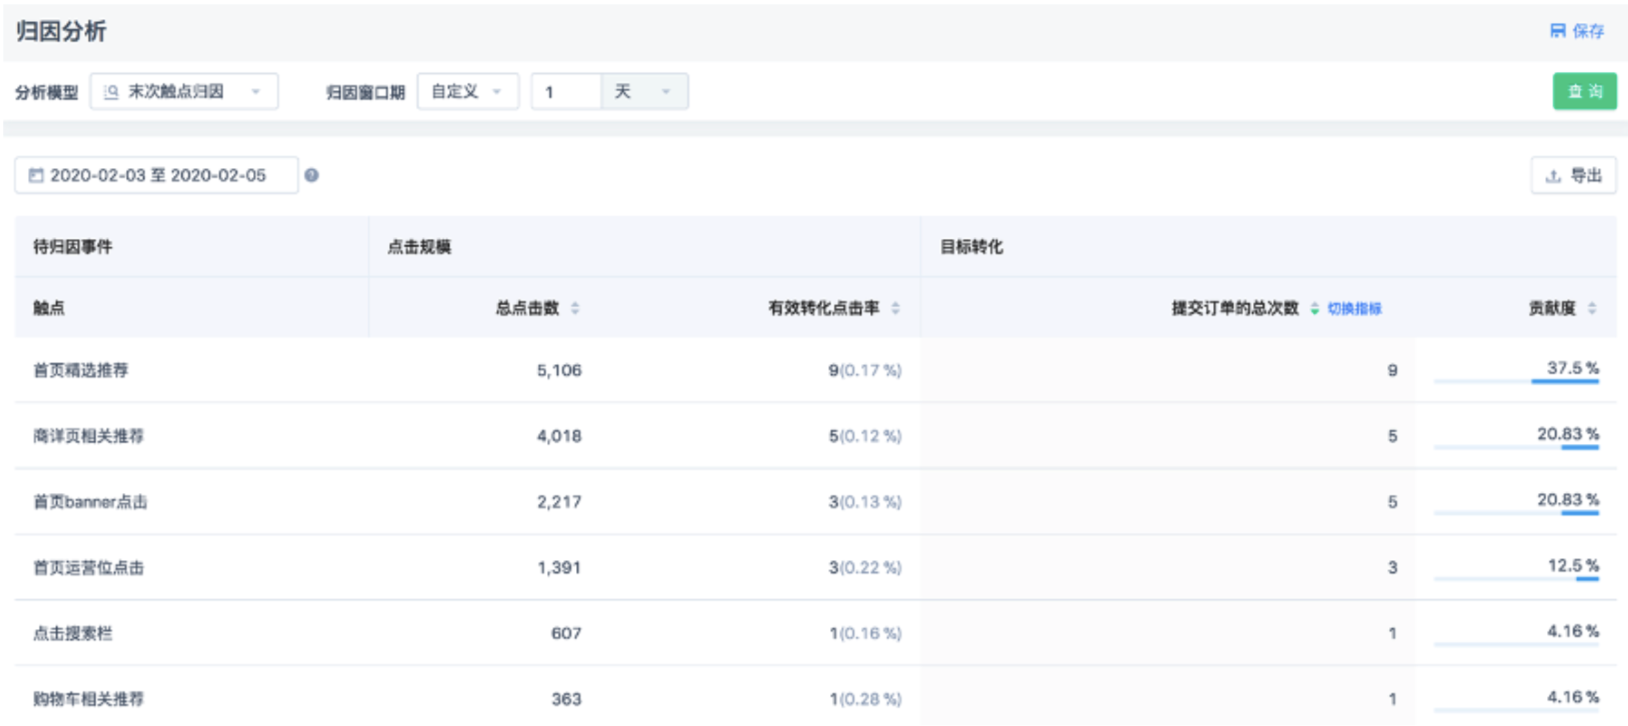 归因分析 保存
分析模型 末次触点归因 归因窗口期 自定义 1 天 查询
2020-02-03 至 2020-02-05 导出
待归因事件 点击规模 目标转化
触点 总点击数 有效转化点击率 提交订单的总次数 切换指标 贡献度
首页精选推荐 5,106 9(0.17 %) 9 37.5 %
商详页相关推荐 4,018 5(0.12 %) 5 20.83 %
首页banner点击 2,217 3(0.13 %) 5 20.83 %
首页运营位点击 1,391 3(0.22 %) 3 12.5 %
点击搜索栏 607 1(0.16 %) 1 4.16 %
购物车相关推荐 363 1(0.28 %) 1 4.16 %